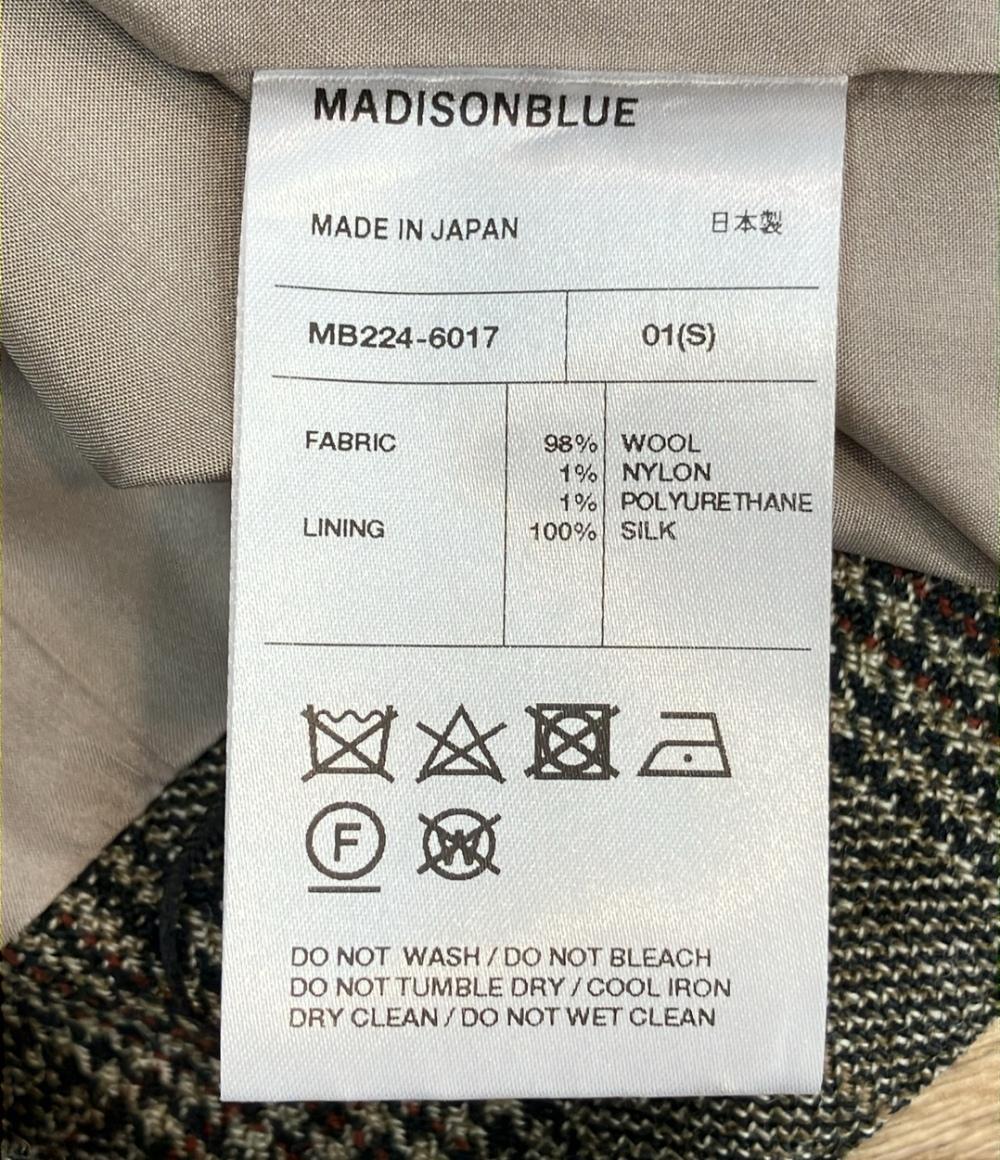 MADISONBLUE
MADE IN JAPAN 日本製
MB224-6017 01(S)
FABRIC 98% WOOL
1% NYLON
1% POLYURETHANE
LINING 100% SILK
F W
DO NOT WASH / DO NOT BLEACH
DO NOT TUMBLE DRY / COOL IRON
DRY CLEAN / DO NOT WET CLEAN